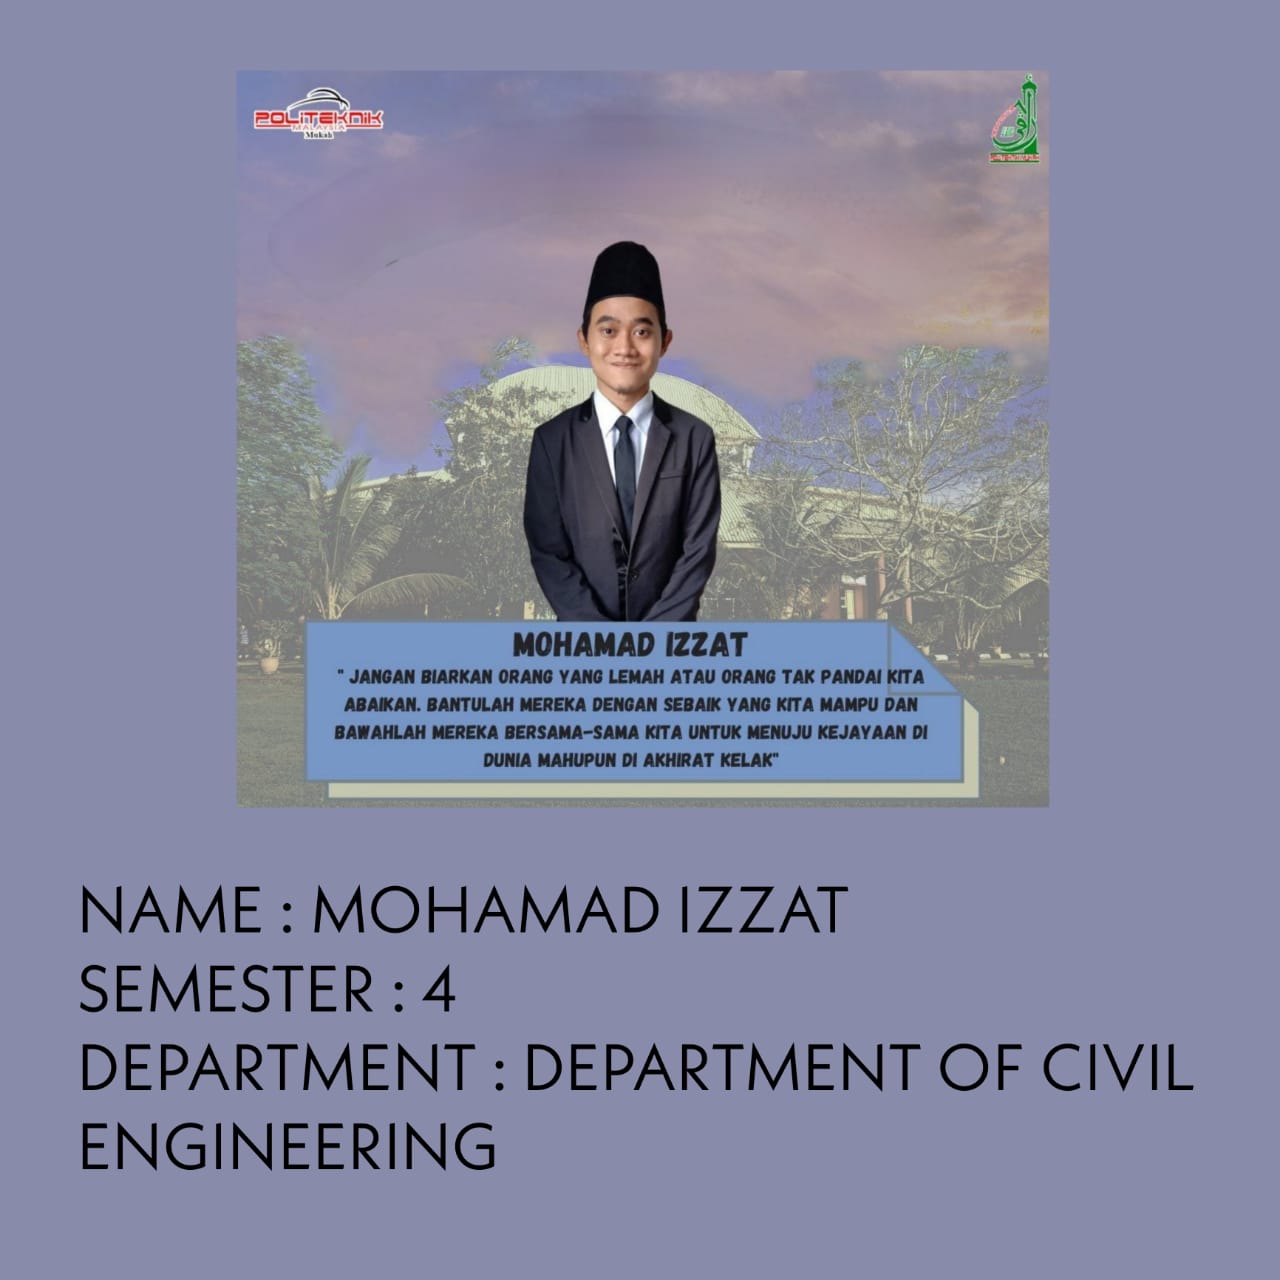 POLITEKNIK
MALAYSIA
Mukah
MOHAMAD IZZAT
" JANGAN BIARKAN ORANG YANG LEMAH ATAU ORANG TAK PANDAI KITA
ABAIKAN. BANTULAH MEREKA DENGAN SEBAIK YANG KITA MAMPU DAN
BAWAHLAH MEREKA BERSAMA-SAMA KITA UNTUK MENUJU KEJAYAAN DI
DUNIA MAHUPUN DI AKHIRAT KELAK"
NAME : MOHAMAD IZZAT
SEMESTER : 4
DEPARTMENT : DEPARTMENT OF CIVIL
ENGINEERING